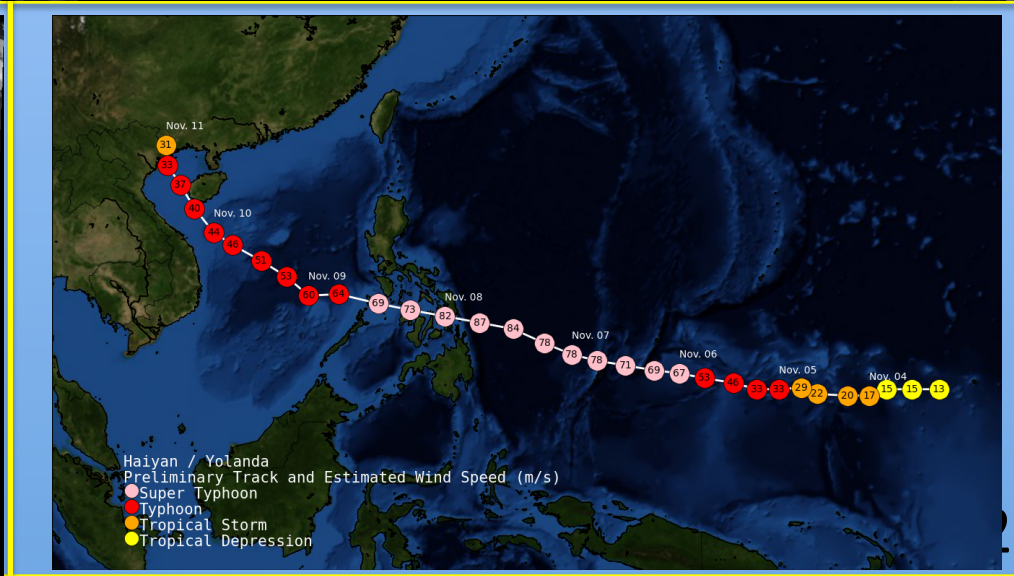 Nov. 11
31
33
37
40
Nov. 10
44
46
51
53
Nov. 09
60
64
69
73
Nov. 08
82
87
84
78
Nov. 07
78
78
71
69
Nov. 06
67
53
46
33
33
Nov. 05
29
22
20
17
Nov. 04
15
15
13
Haiyan / Yolanda
Preliminary Track and Estimated Wind Speed (m/s)
Super Typhoon
Typhoon
Tropical Storm
Tropical Depression